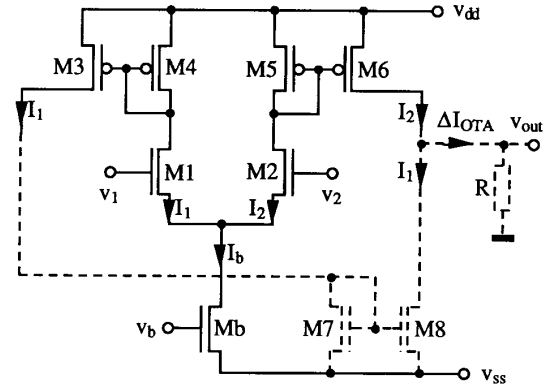 v_dd
M3
M4
M5
M6
I_1
I_2
ΔI_OTA
v_out
M1
M2
I_1
R
v_1
I_1
I_2
v_2
I_b
v_b
Mb
M7
M8
v_ss